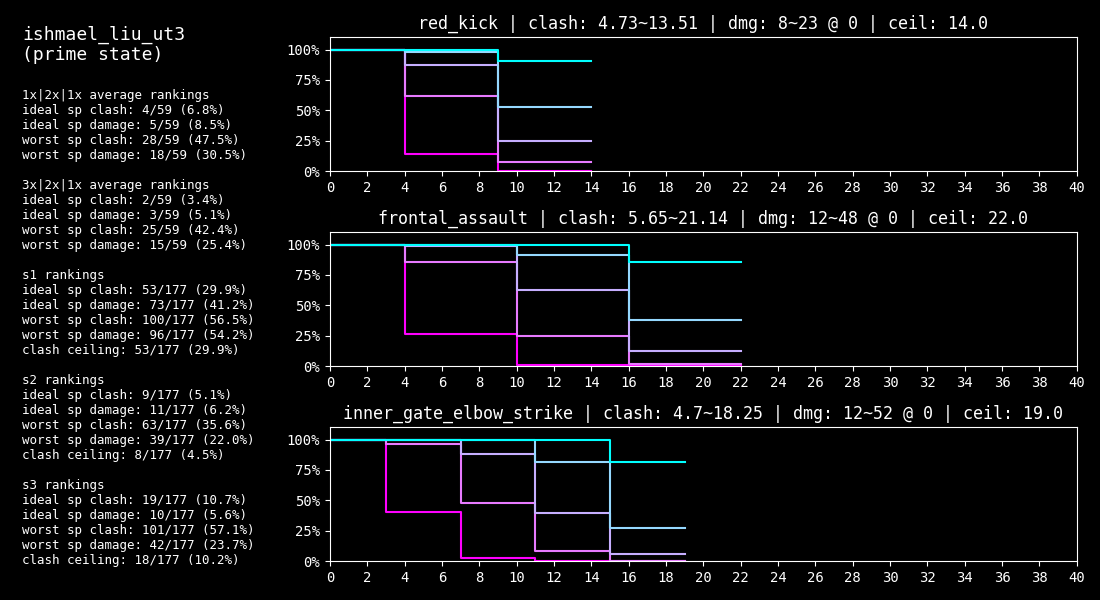 ishmael_liu_ut3
(prime state)
1x|2x|1x average rankings
ideal sp clash: 4/59 (6.8%)
ideal sp damage: 5/59 (8.5%)
worst sp clash: 28/59 (47.5%)
worst sp damage: 18/59 (30.5%)
3x|2x|1x average rankings
ideal sp clash: 2/59 (3.4%)
ideal sp damage: 3/59 (5.1%)
worst sp clash: 25/59 (42.4%)
worst sp damage: 15/59 (25.4%)
s1 rankings
ideal sp clash: 53/177 (29.9%)
ideal sp damage: 73/177 (41.2%)
worst sp clash: 100/177 (56.5%)
worst sp damage: 96/177 (54.2%)
clash ceiling: 53/177 (29.9%)
s2 rankings
ideal sp clash: 9/177 (5.1%)
ideal sp damage: 11/177 (6.2%)
worst sp clash: 63/177 (35.6%)
worst sp damage: 39/177 (22.0%)
clash ceiling: 8/177 (4.5%)
s3 rankings
ideal sp clash: 19/177 (10.7%)
ideal sp damage: 10/177 (5.6%)
worst sp clash: 101/177 (57.1%)
worst sp damage: 42/177 (23.7%)
clash ceiling: 18/177 (10.2%)
red_kick | clash: 4.73~13.51 | dmg: 8~23 @ 0 | ceil: 14.0
100%
75%
50%
25%
0%
0 2 4 6 8 10 12 14 16 18 20 22 24 26 28 30 32 34 36 38 40
frontal_assault | clash: 5.65~21.14 | dmg: 12~48 @ 0 | ceil: 22.0
100%
75%
50%
25%
0%
0 2 4 6 8 10 12 14 16 18 20 22 24 26 28 30 32 34 36 38 40
inner_gate_elbow_strike | clash: 4.7~18.25 | dmg: 12~52 @ 0 | ceil: 19.0
100%
75%
50%
25%
0%
0 2 4 6 8 10 12 14 16 18 20 22 24 26 28 30 32 34 36 38 40